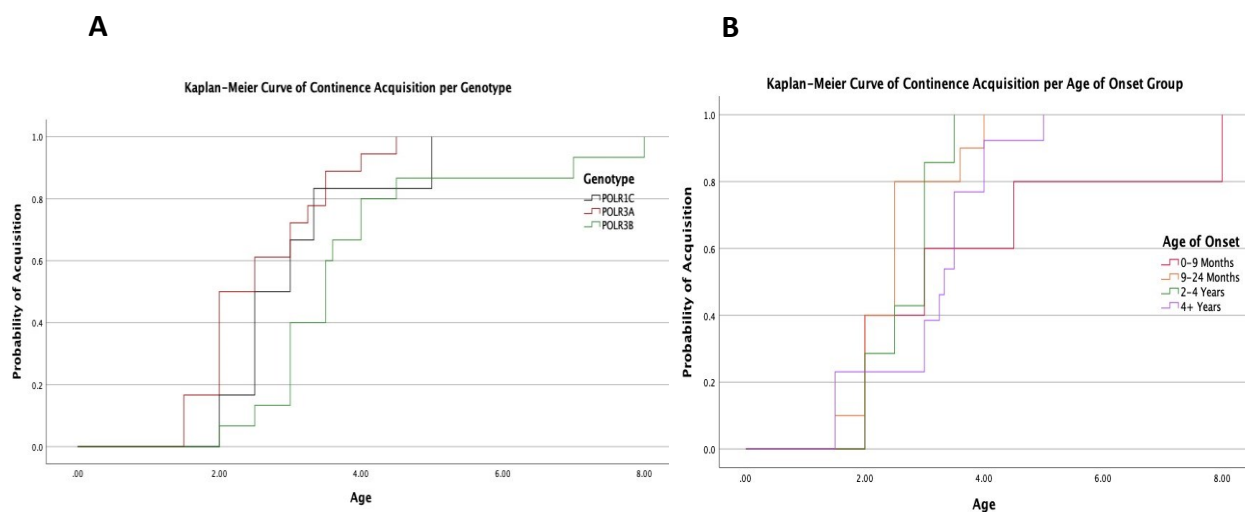 A
Kaplan-Meier Curve of Continence Acquisition per Genotype
Probability of Acquisition
1.0
0.8
0.6
0.4
0.2
0.0
Genotype
POLR1C
POLR3A
POLR3B
.00 2.00 4.00 6.00 8.00
Age
B
Kaplan-Meier Curve of Continence Acquisition per Age of Onset Group
Probability of Acquisition
1.0
0.8
0.6
0.4
0.2
0.0
Age of Onset
0-9 Months
9-24 Months
2-4 Years
4+ Years
.00 2.00 4.00 6.00 8.00
Age